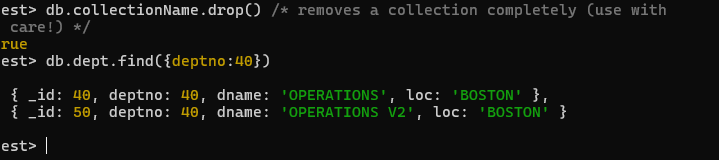 est> db.collectionName.drop() /* removes a collection completely (use with
 care!) */
rue
est> db.dept.find({deptno:40})
{ _id: 40, deptno: 40, dname: 'OPERATIONS', loc: 'BOSTON' },
{ _id: 50, deptno: 40, dname: 'OPERATIONS V2', loc: 'BOSTON' }
est>